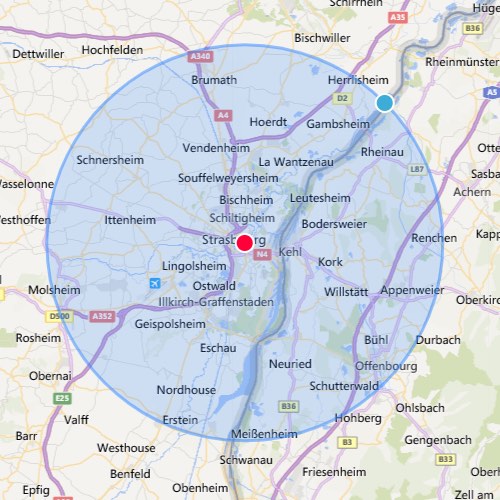 Schirrhein
Hüge
A35
B36
Bischwiller
Hochfelden
Dettwiller
A340
Rheinmünster
Brumath
Herrlisheim
A5
D2
A4
Hoerdt
Gambsheim
Vendenheim
Otte
Rheinau
Schnersheim
La Wantzenau
L87
Sasba
Souffelweyersheim
Wasselonne
Achern
Bischheim
Leutesheim
Schiltigheim
Westhoffen
Ittenheim
Bodersweier
Strasbourg
Renchen
N4
Kehl
Lingolsheim
Kork
Ostwald
Molsheim
Willstätt
Appenweier
Illkirch-Graffenstaden
Oberkir
D500
A352
Geispolsheim
Rosheim
Bühl
Durbach
Eschau
Neuried
Offenbourg
Obernai
Nordhouse
Schutterwald
E25
B36
Ohlsbach
Valff
Erstein
Hohberg
Barr
Meißenheim
B3
Gengenbach
Westhouse
B33
Schwanau
Benfeld
Friesenheim
Epfig
Obenheim
Zell am